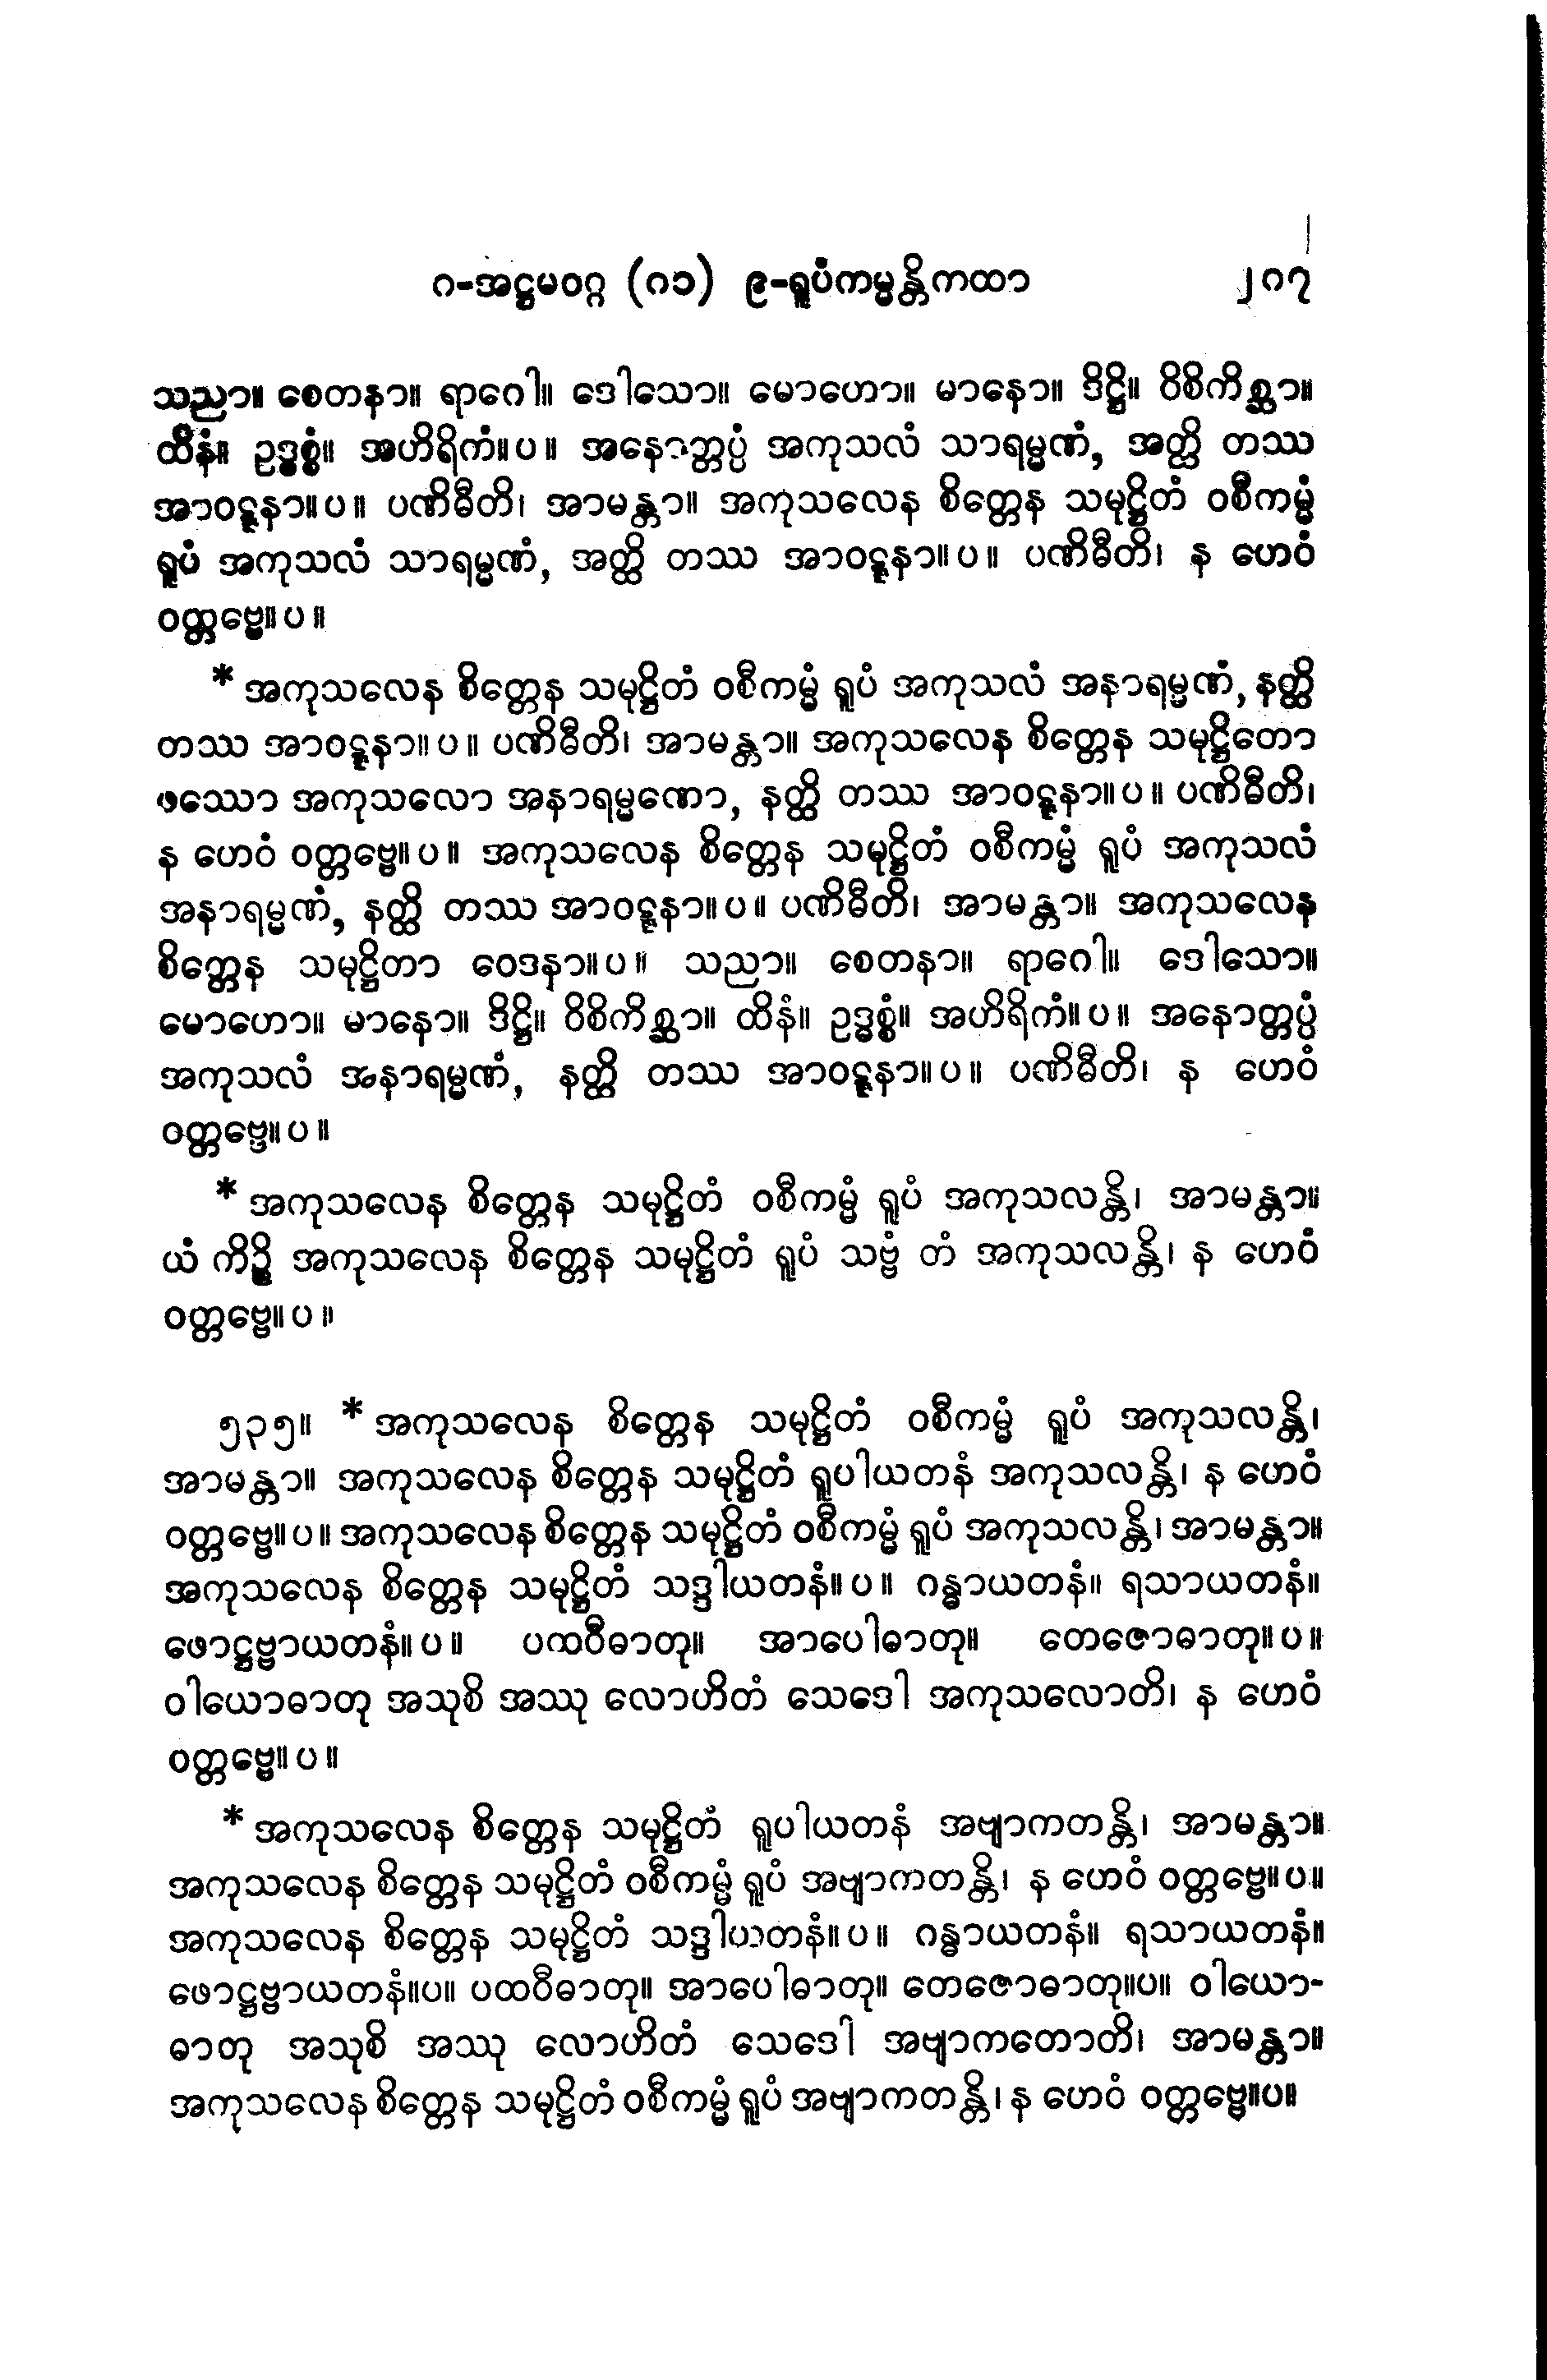 ဂ-အဋ္ဌမဝဂ္ဂ (ဂ၁) ၉-ရူပံကမ္မန္တိကထာ ၂ဂ၇
သညာ။ စေတနာ။ ရာဂေါ။ ဒေါသော။ မောဟော။ မာနော။ ဒိဋ္ဌိ။ ဝိစိကိစ္ဆာ။
ထိနံ။ ဥဒ္ဓစ္စံ။ အဟိရိကံ။ပ။ အနောတ္တပ္ပံ အကုသလံ သာရမ္မဏံ, အတ္ထိ တဿ
အာဝဋ္ဋနာ။ပ။ ပဏိဓီတိ၊ အာမန္တာ။ အကုသလေန စိတ္တေန သမုဋ္ဌိတံ ဝစီကမ္မံ
ရူပံ အကုသလံ သာရမ္မဏံ, အတ္ထိ တဿ အာဝဋ္ဋနာ။ပ။ ပဏိဓီတိ၊ န ဟေဝံ
ဝတ္တဗ္ဗေ။ပ။
* အကုသလေန စိတ္တေန သမုဋ္ဌိတံ ဝစီကမ္မံ ရူပံ အကုသလံ အနာရမ္မဏံ, နတ္ထိ
တဿ အာဝဋ္ဋနာ။ပ။ ပဏိဓီတိ၊ အာမန္တာ။ အကုသလေန စိတ္တေန သမုဋ္ဌိတော
ဖဿော အကုသလော အနာရမ္မဏော, နတ္ထိ တဿ အာဝဋ္ဋနာ။ပ။ ပဏိဓီတိ၊
န ဟေဝံ ဝတ္တဗ္ဗေ။ပ။ အကုသလေန စိတ္တေန သမုဋ္ဌိတံ ဝစီကမ္မံ ရူပံ အကုသလံ
အနာရမ္မဏံ, နတ္ထိ တဿ အာဝဋ္ဋနာ။ပ။ ပဏိဓီတိ၊ အာမန္တာ။ အကုသလေန
စိတ္တေန သမုဋ္ဌိတာ ဝေဒနာ။ပ။ သညာ။ စေတနာ။ ရာဂေါ။ ဒေါသော။
မောဟော။ မာနော။ ဒိဋ္ဌိ။ ဝိစိကိစ္ဆာ။ ထိနံ။ ဥဒ္ဓစ္စံ။ အဟိရိကံ။ပ။ အနောတ္တပ္ပံ
အကုသလံ အနာရမ္မဏံ, နတ္ထိ တဿ အာဝဋ္ဋနာ။ပ။ ပဏိဓီတိ၊ န ဟေဝံ
ဝတ္တဗ္ဗေ။ပ။
* အကုသလေန စိတ္တေန သမုဋ္ဌိတံ ဝစီကမ္မံ ရူပံ အကုသလန္တိ၊ အာမန္တာ။
ယံ ကိဉ္စိ အကုသလေန စိတ္တေန သမုဋ္ဌိတံ ရူပံ သဗ္ဗံ တံ အကုသလန္တိ၊ န ဟေဝံ
ဝတ္တဗ္ဗေ။ပ။
၅၃၅။ * အကုသလေန စိတ္တေန သမုဋ္ဌိတံ ဝစီကမ္မံ ရူပံ အကုသလန္တိ၊
အာမန္တာ။ အကုသလေန စိတ္တေန သမုဋ္ဌိတံ ရူပါယတနံ အကုသလန္တိ၊ န ဟေဝံ
ဝတ္တဗ္ဗေ။ပ။ အကုသလေန စိတ္တေန သမုဋ္ဌိတံ ဝစီကမ္မံ ရူပံ အကုသလန္တိ၊ အာမန္တာ။
အကုသလေန စိတ္တေန သမုဋ္ဌိတံ သဒ္ဒါယတနံ။ပ။ ဂန္ဓာယတနံ။ ရသာယတနံ။
ဖောဋ္ဌဗ္ဗာယတနံ။ပ။ ပထဝီဓာတု။ အာပေါဓာတု။ တေဇောဓာတု။ပ။
ဝါယောဓာတု အသုစိ အဿု လောဟိတံ သေဒေါ အကုသလောတိ၊ န ဟေဝံ
ဝတ္တဗ္ဗေ။ပ။
* အကုသလေန စိတ္တေန သမုဋ္ဌိတံ ရူပါယတနံ အဗျာကတန္တိ၊ အာမန္တာ။
အကုသလေန စိတ္တေန သမုဋ္ဌိတံ ဝစီကမ္မံ ရူပံ အဗျာကတန္တိ၊ န ဟေဝံ ဝတ္တဗ္ဗေ။ပ။
အကုသလေန စိတ္တေန သမုဋ္ဌိတံ သဒ္ဒါယတနံ။ပ။ ဂန္ဓာယတနံ။ ရသာယတနံ။
ဖောဋ္ဌဗ္ဗာယတနံ။ပ။ ပထဝီဓာတု။ အာပေါဓာတု။ တေဇောဓာတု။ပ။ ဝါယော-
ဓာတု အသုစိ အဿု လောဟိတံ သေဒေါ အဗျာကတောတိ၊ အာမန္တာ။
အကုသလေန စိတ္တေန သမုဋ္ဌိတံ ဝစီကမ္မံ ရူပံ အဗျာကတန္တိ၊ န ဟေဝံ ဝတ္တဗ္ဗေ။ပ။